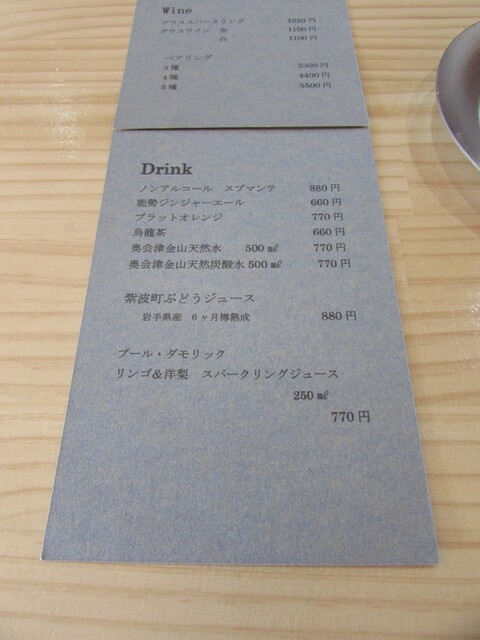 Wine
グラススパークリング 1320円
グラスワイン 赤 1100円~
白 1100円~
ペアリング
3種 3300円
4種 4400円
5種 5500円
Drink
ノンアルコール スプマンテ 880円
能勢ジンジャーエール 660円
ブラットオレンジ 770円
烏龍茶 660円
奥会津金山天然水 500㎖ 770円
奥会津金山天然炭酸水 500㎖ 770円
紫波町ぶどうジュース
岩手県産 6ヶ月樽熟成 880円
プール・ダモリック
リンゴ&洋梨 スパークリングジュース
250㎖
770円